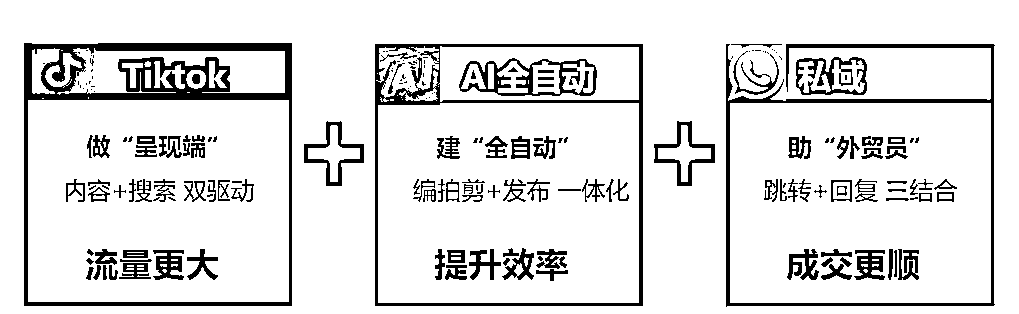 Tiktok
做“呈现端”
内容+搜索 双驱动
流量更大
AI AI全自动
建“全自动”
编拍剪+发布 一体化
提升效率
私域
助“外贸员”
跳转+回复 三结合
成交更顺